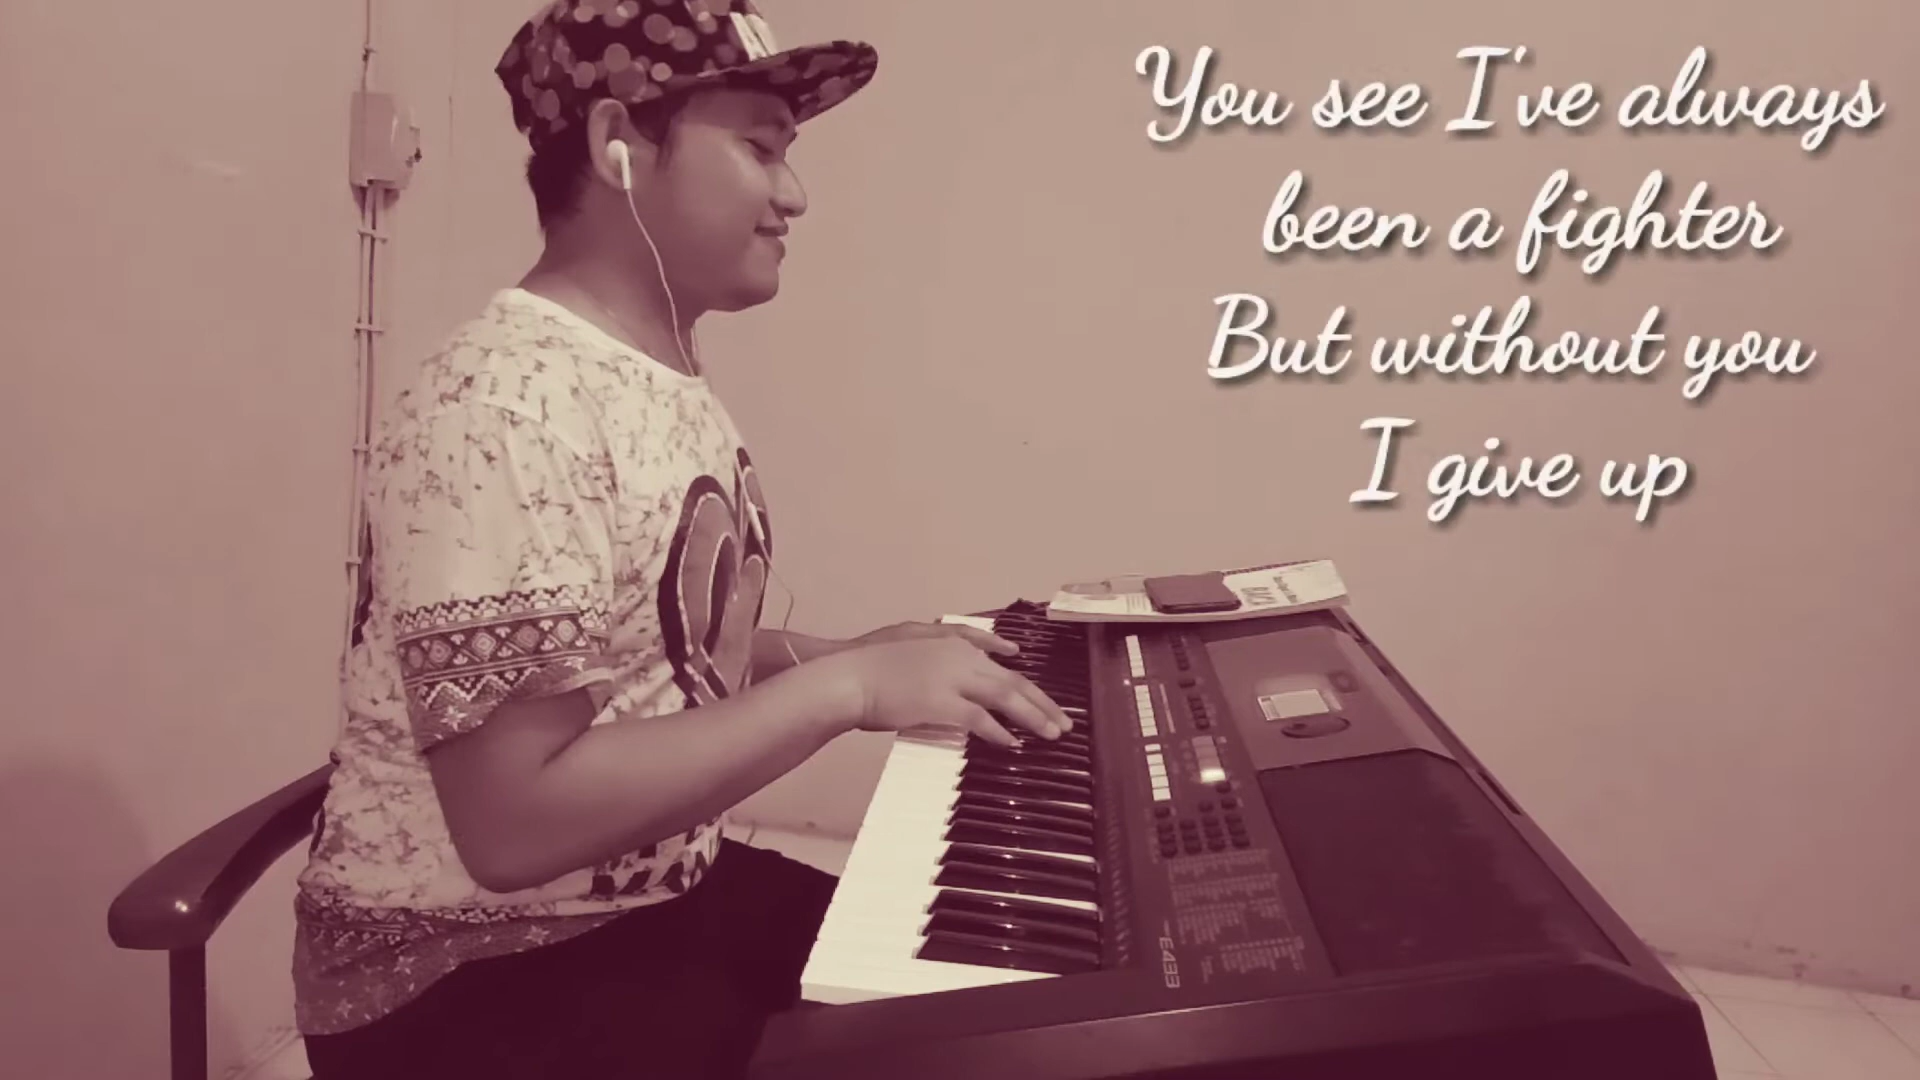 You see I've always
been a fighter
But without you
I give up
E433